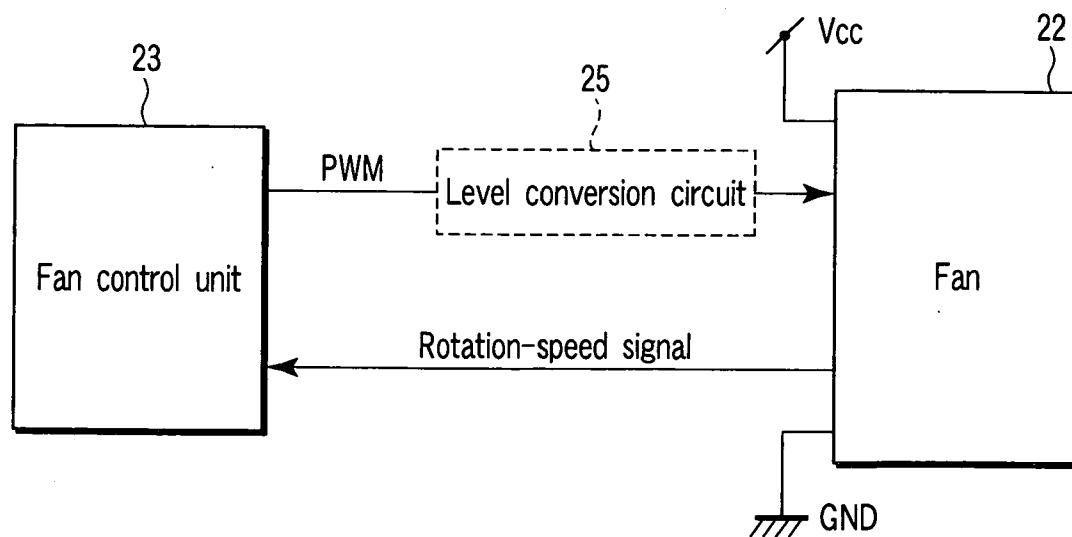 Vcc
22
23
25
PWM
Level conversion circuit
Fan control unit
Fan
Rotation-speed signal
GND